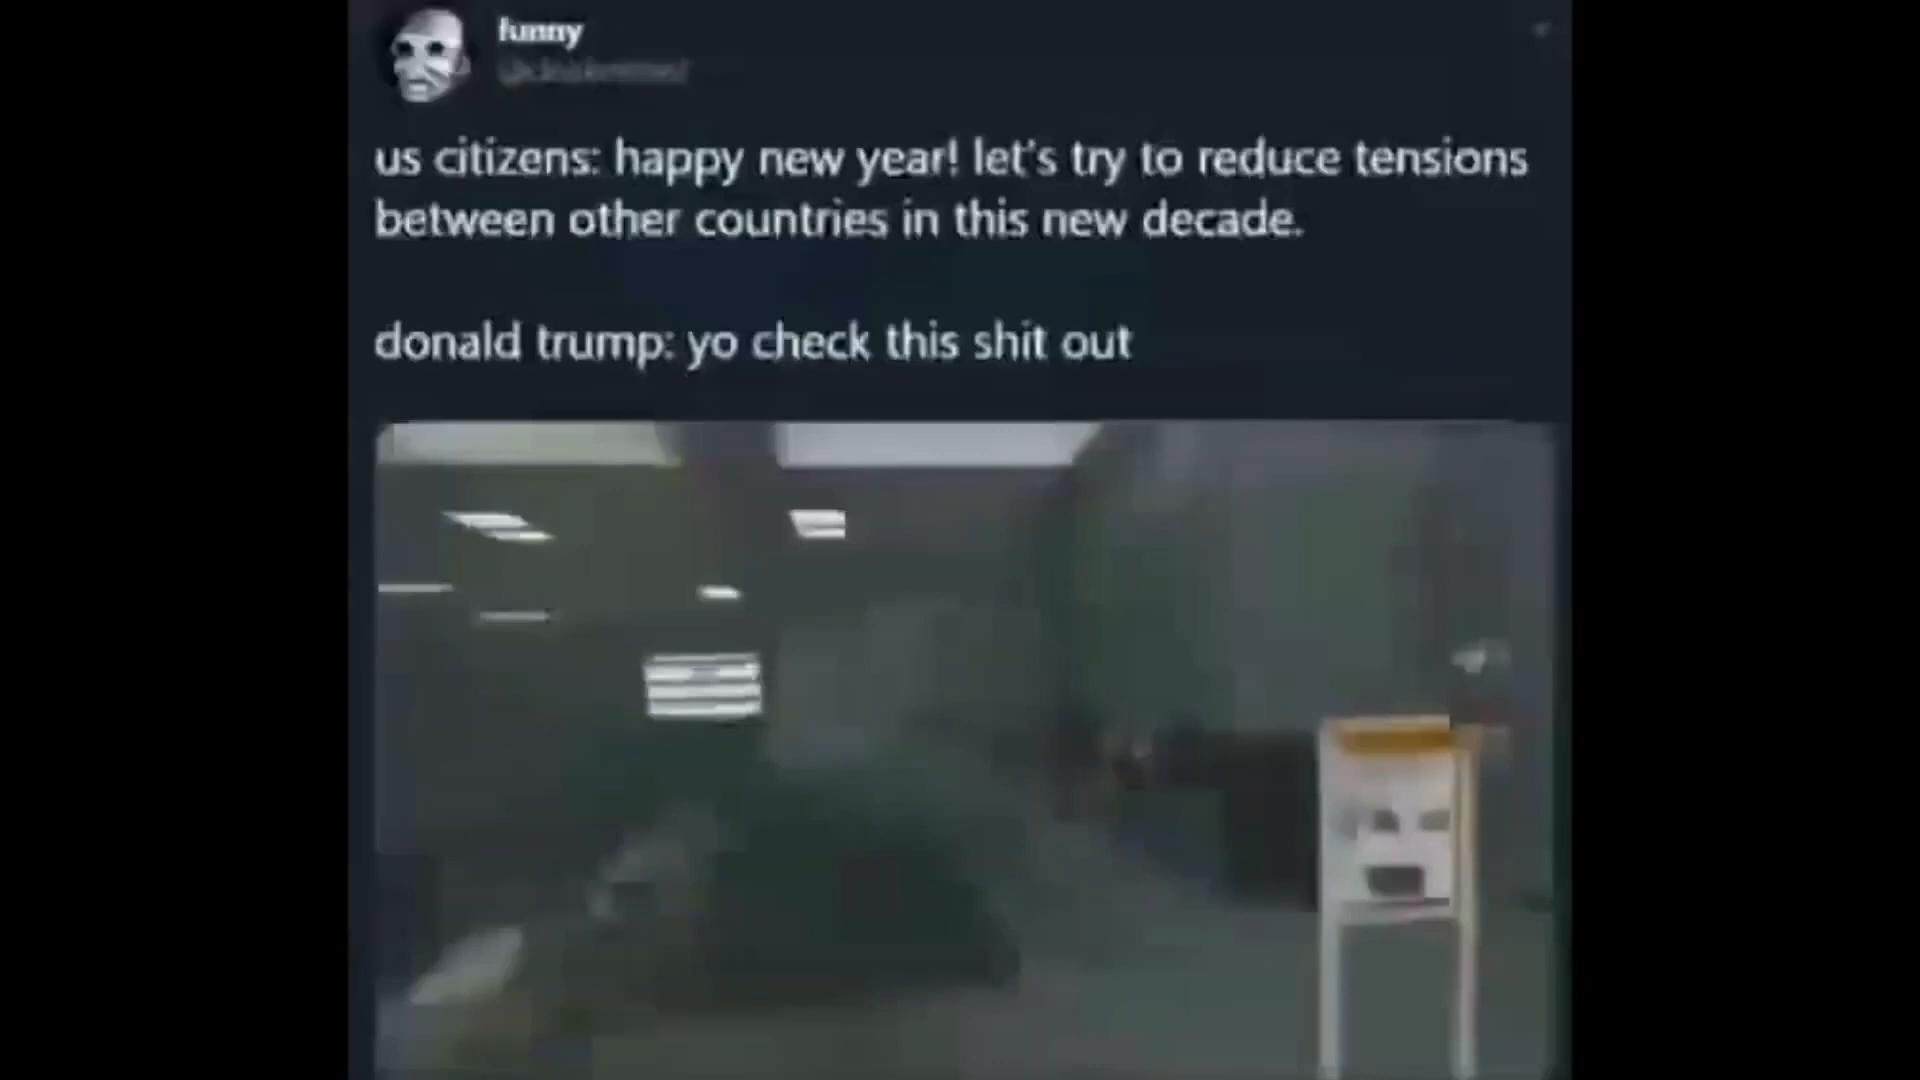 funny
us citizens: happy new year! let's try to reduce tensions
between other countries in this new decade.
donald trump: yo check this shit out